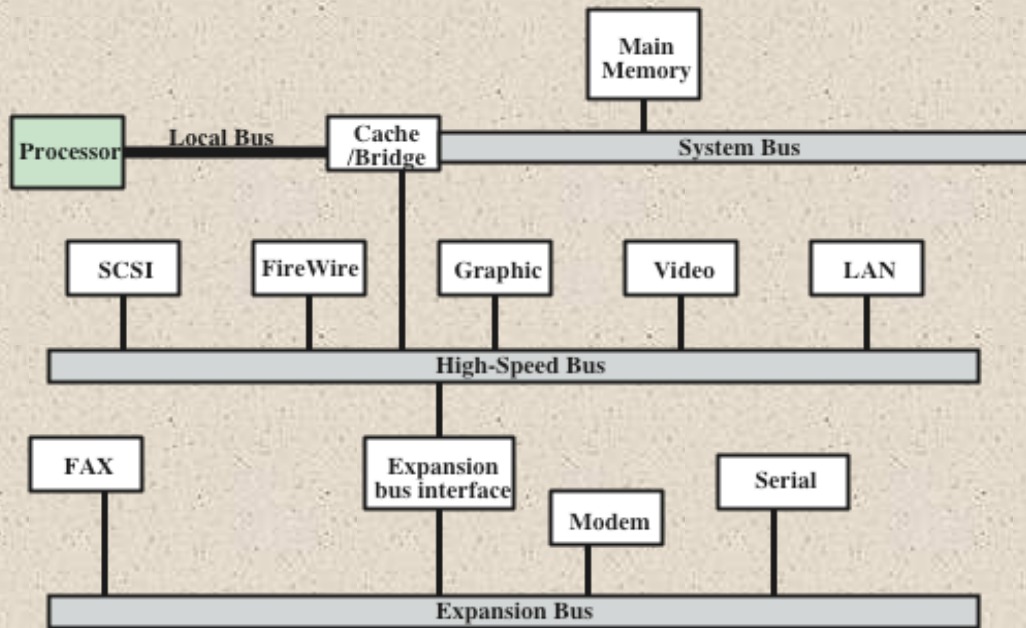 Main
Memory
Processor
Local Bus
Cache
/Bridge
System Bus
SCSI
FireWire
Graphic
Video
LAN
High-Speed Bus
FAX
Expansion
bus interface
Modem
Serial
Expansion Bus